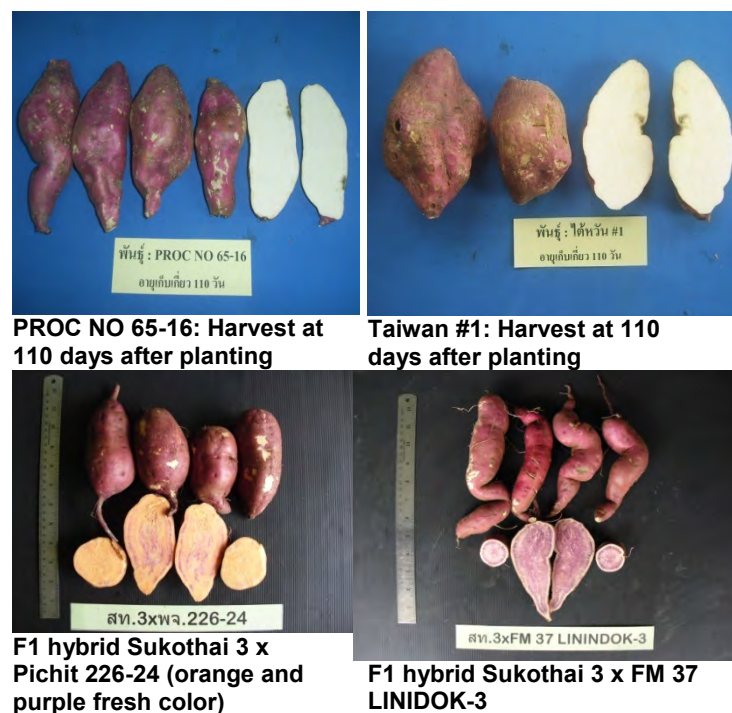 พันธุ์ : PROC NO 65-16
อายุเก็บเกี่ยว 110 วัน
พันธุ์ : ไต้หวัน #1
อายุเก็บเกี่ยว 110 วัน
PROC NO 65-16: Harvest at
110 days after planting
Taiwan #1: Harvest at 110
days after planting
สท.3xพจ.226-24
สท.3xFM 37 LININDOK-3
F1 hybrid Sukothai 3 x
Pichit 226-24 (orange and
purple fresh color)
F1 hybrid Sukothai 3 x FM 37
LINIDOK-3